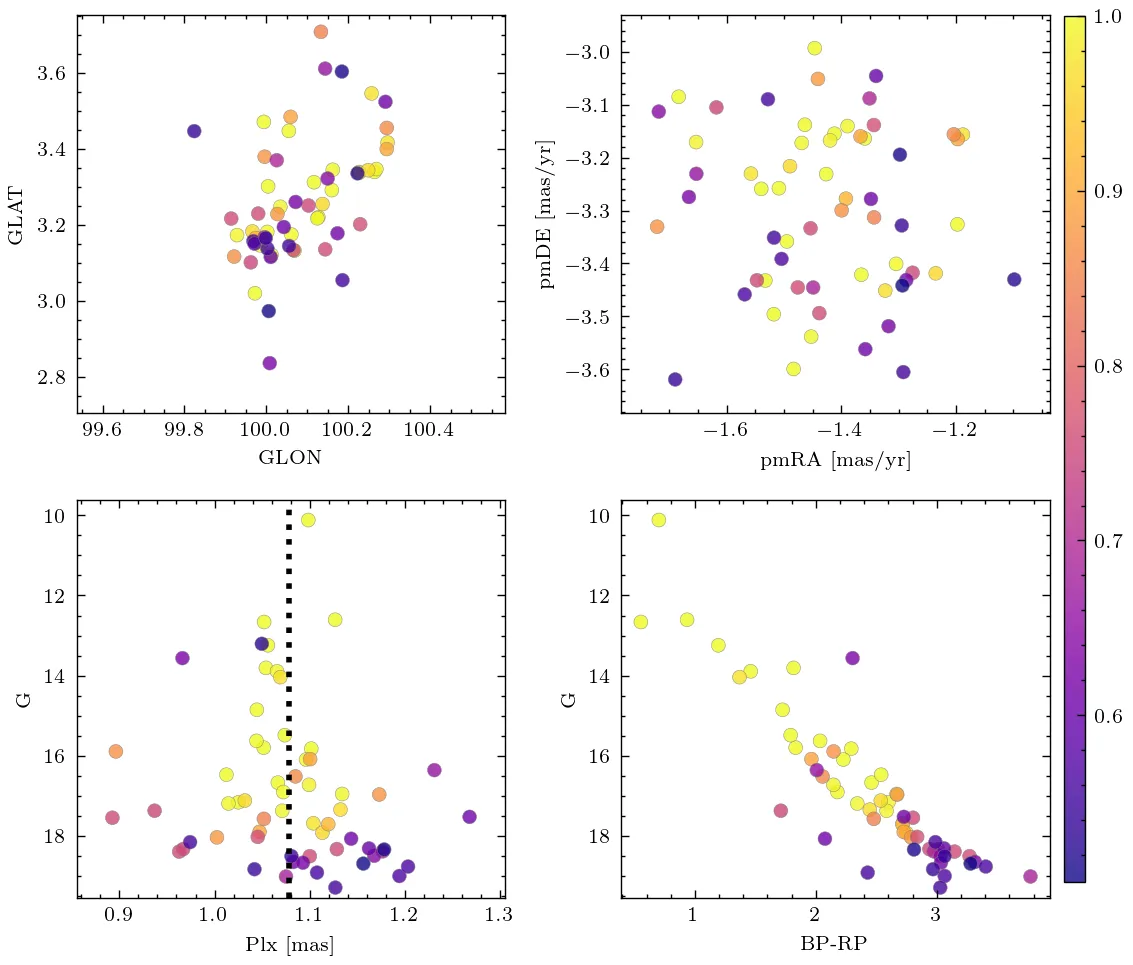 3.6
3.4
3.2
3.0
2.8
GLAT
99.6 99.8 100.0 100.2 100.4
GLON
−3.0
−3.1
−3.2
−3.3
−3.4
−3.5
−3.6
pmDE [mas/yr]
−1.6 −1.4 −1.2
pmRA [mas/yr]
1.0
0.9
0.8
0.7
0.6
10
12
14
16
18
G
0.9 1.0 1.1 1.2 1.3
Plx [mas]
10
12
14
16
18
G
1 2 3
BP-RP